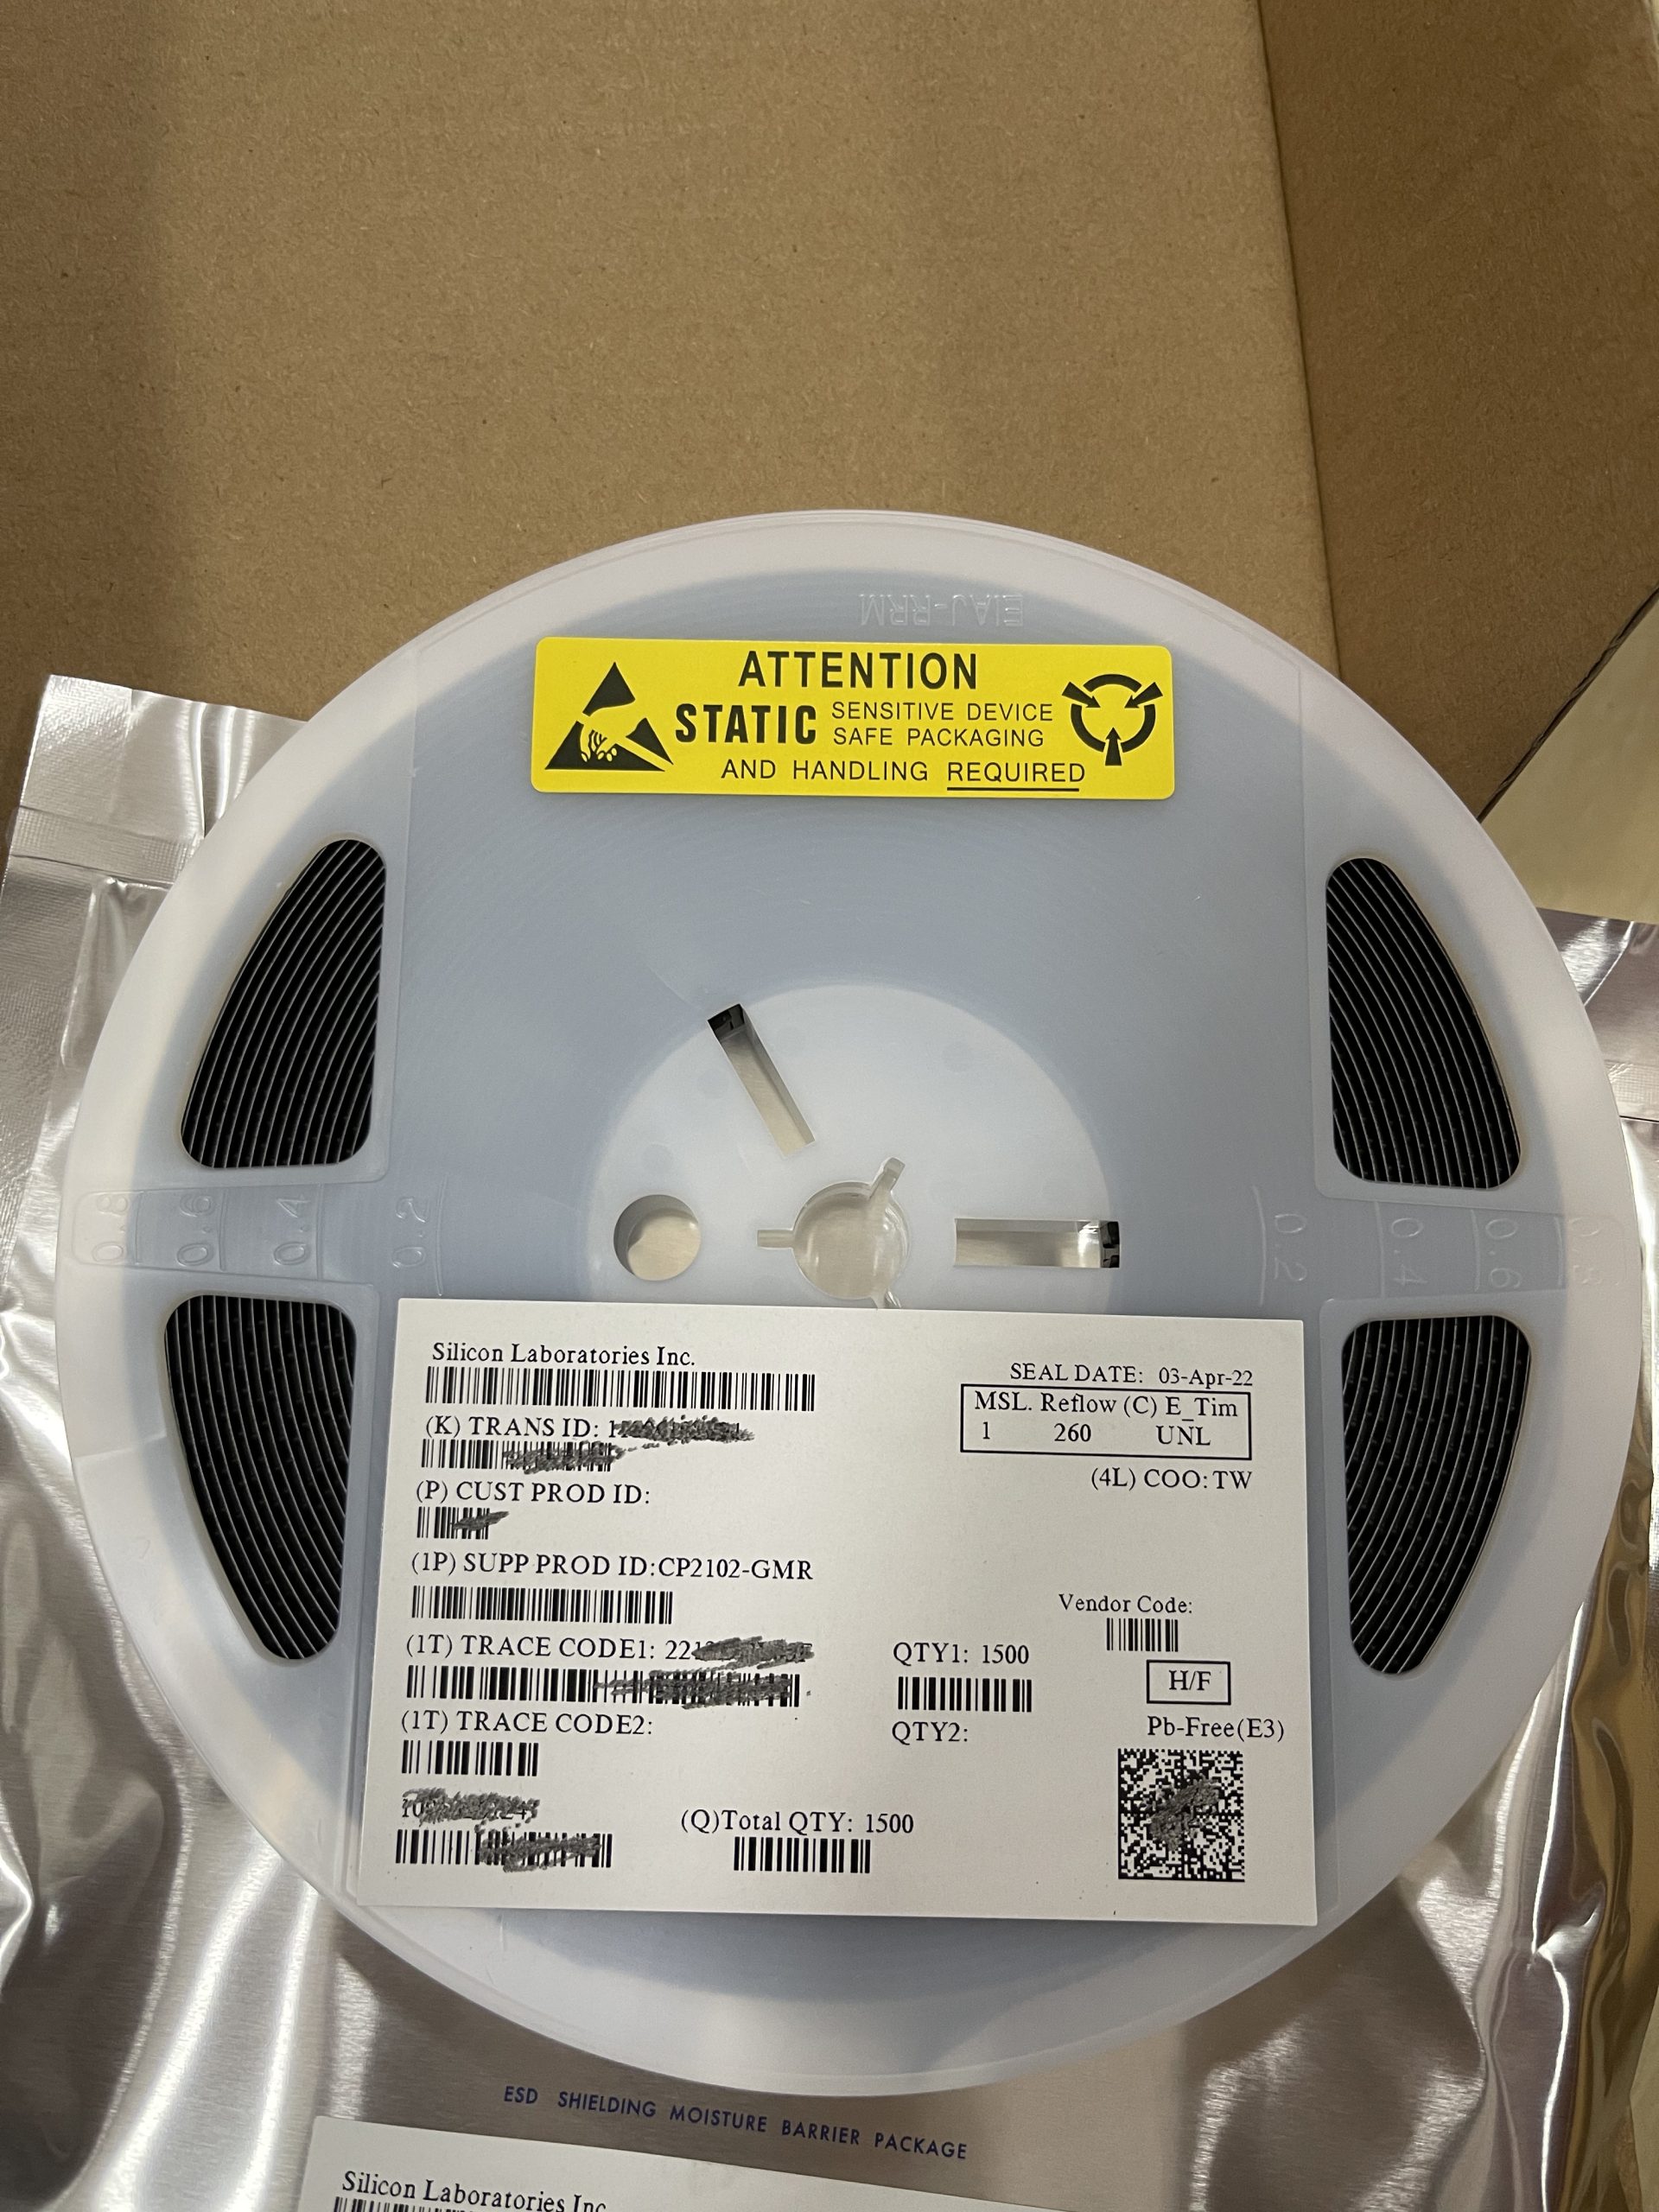 EIAJ-RRM
ATTENTION
STATIC SENSITIVE DEVICE
SAFE PACKAGING
AND HANDLING REQUIRED
0.8 0.6 0.4 0.2
0.2 0.4 0.6 0.8
Silicon Laboratories Inc.
SEAL DATE: 03-Apr-22
MSL. Reflow (C) E_Tim
1 260 UNL
(4L) COO: TW
(K) TRANS ID:
(P) CUST PROD ID:
(1P) SUPP PROD ID:CP2102-GMR
Vendor Code:
(1T) TRACE CODE1:
QTY1: 1500
H/F
(1T) TRACE CODE2:
QTY2:
Pb-Free(E3)
(Q)Total QTY: 1500
ESD SHIELDING MOISTURE BARRIER PACKAGE
Silicon Laboratories Inc